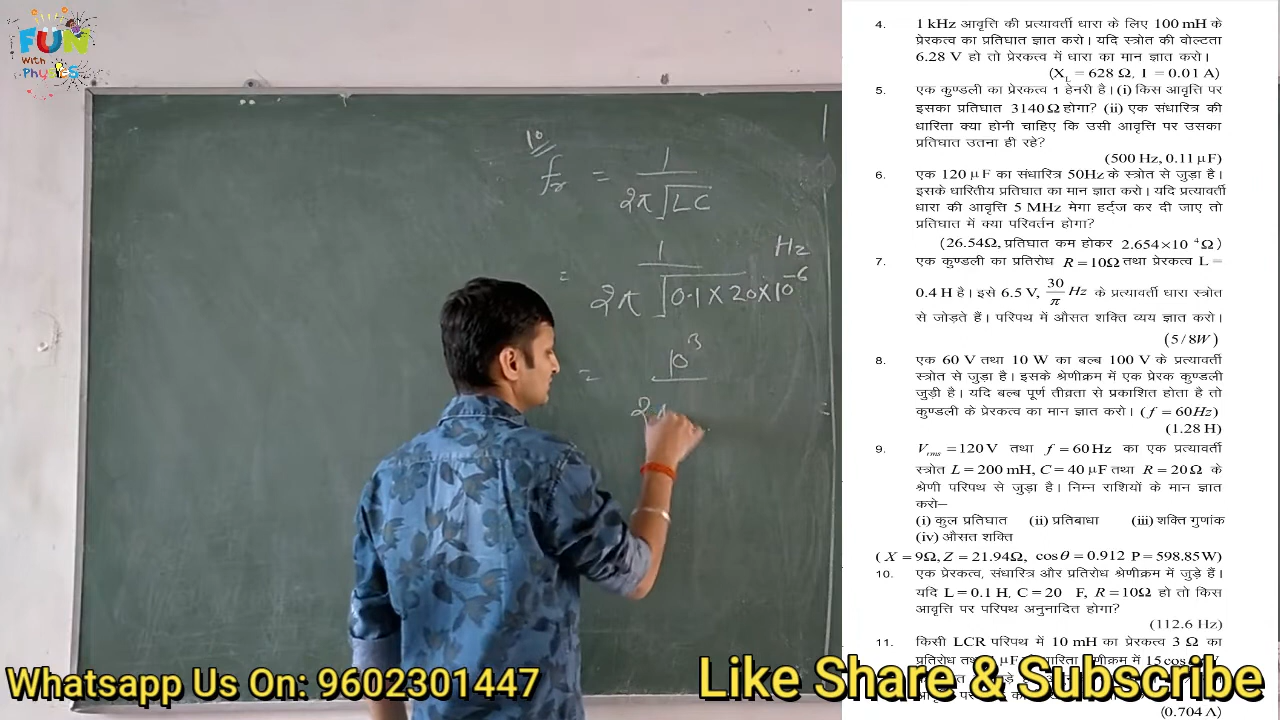 FUN
With
Physics
10
fr = 1
2π√LC
= 1 Hz
2π √0.1 × 20 × 10⁻⁶
= 10³
2
4. 1 kHz आवृत्ति की प्रत्यावर्ती धारा के लिए 100 mH के
प्रेरकत्व का प्रतिघात ज्ञात करो। यदि स्त्रोत की वोल्टता
6.28 V हो तो प्रेरकत्व में धारा का मान ज्ञात करो।
(X_L = 628 Ω, I = 0.01 A)
5. एक कुण्डली का प्रेरकत्व 1 हेनरी है। (i) किस आवृत्ति पर
इसका प्रतिघात 3140 Ω होगा? (ii) एक संधारित्र की
धारिता क्या होनी चाहिए कि उसी आवृत्ति पर उसका
प्रतिघात उतना ही रहे?
(500 Hz, 0.11 μF)
6. एक 120 μF का संधारित्र 50Hz के स्त्रोत से जुड़ा है।
इसके धारितीय प्रतिघात का मान ज्ञात करो। यदि प्रत्यावर्ती
धारा की आवृत्ति 5 MHz मेगा हर्ट्ज कर दी जाए तो
प्रतिघात में क्या परिवर्तन होगा?
(26.54Ω, प्रतिघात कम होकर 2.654×10 ⁴ Ω)
7. एक कुण्डली का प्रतिरोध R = 10Ω तथा प्रेरकत्व L =
0.4 H है। इसे 6.5 V, 30/π Hz के प्रत्यावर्ती धारा स्त्रोत
से जोड़ते हैं। परिपथ में औसत शक्ति व्यय ज्ञात करो।
(5/8W)
8. एक 60 V तथा 10 W का बल्ब 100 V के प्रत्यावर्ती
स्त्रोत से जुड़ा है। इसके श्रेणीक्रम में एक प्रेरक कुण्डली
जुड़ी है। यदि बल्ब पूर्ण तीव्रता से प्रकाशित होता है तो
कुण्डली के प्रेरकत्व का मान ज्ञात करो। (f = 60Hz)
(1.28 H)
9. V_rms = 120 V तथा f = 60 Hz का एक प्रत्यावर्ती
स्त्रोत L = 200 mH, C = 40 μF तथा R = 20 Ω के
श्रेणी परिपथ से जुड़ा है। निम्न राशियों के मान ज्ञात
करो–
(i) कुल प्रतिघात (ii) प्रतिबाधा (iii) शक्ति गुणांक
(iv) औसत शक्ति
( X = 9Ω, Z = 21.94Ω, cosθ = 0.912 P = 598.85W)
10. एक प्रेरकत्व, संधारित्र और प्रतिरोध श्रेणीक्रम में जुड़े हैं।
यदि L = 0.1 H, C = 20 F, R = 10Ω हो तो किस
आवृत्ति पर परिपथ अनुनादित होगा?
(112.6 Hz)
11. किसी LCR परिपथ में 10 mH का प्रेरकत्व 3 Ω का
प्रतिरोध
(0.704 A)
Whatsapp Us On: 9602301447
Like Share & Subscribe